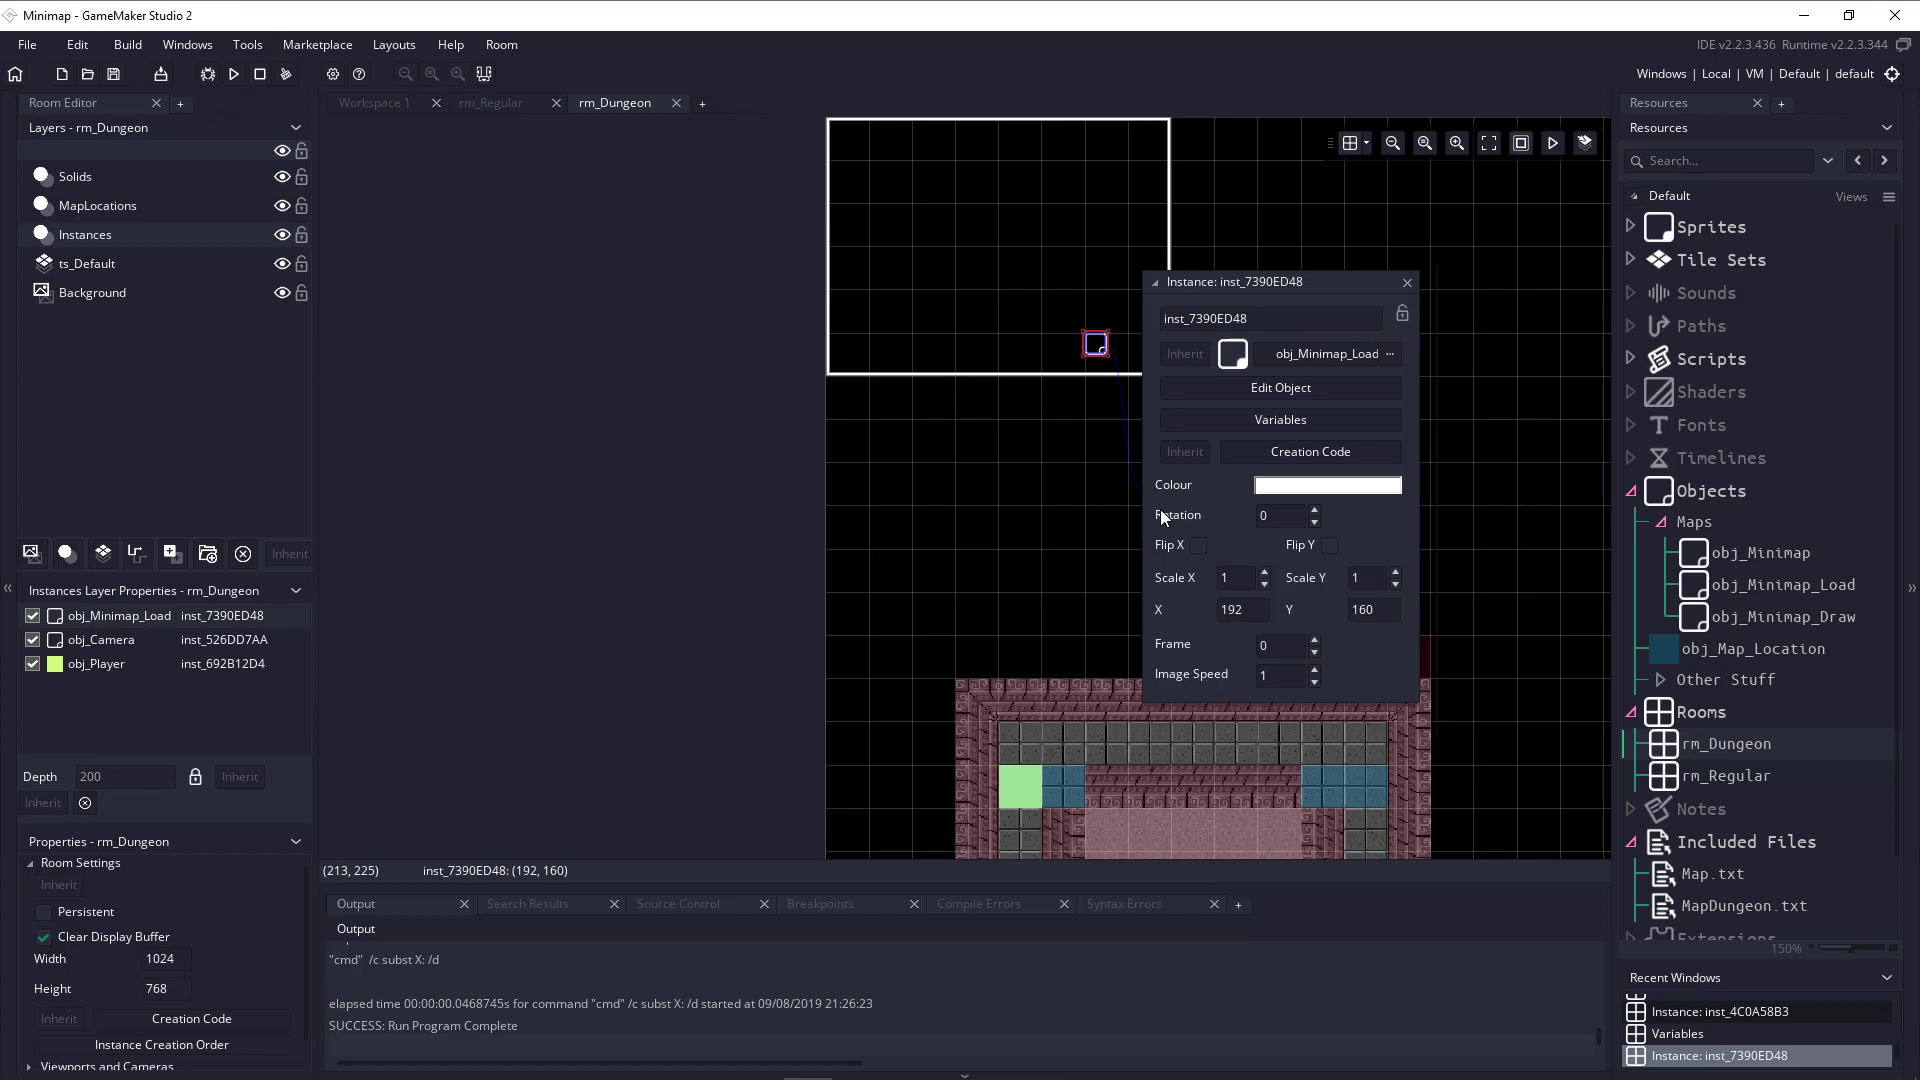 Minimap - GameMaker Studio 2
File Edit Build Windows Tools Marketplace Layouts Help Room
IDE v2.2.3.436 Runtime v2.2.3.344
Windows | Local | VM | Default | default
Room Editor
Workspace 1
rm_Regular
rm_Dungeon
Resources
Layers - rm_Dungeon
Solids
MapLocations
Instances
ts_Default
Background
Inherit
Instances Layer Properties - rm_Dungeon
obj_Minimap_Load inst_7390ED48
obj_Camera inst_526DD7AA
obj_Player inst_692B12D4
Depth 200 Inherit
Inherit
Properties - rm_Dungeon
Room Settings
Inherit
Persistent
Clear Display Buffer
Width 1024
Height 768
Inherit Creation Code
Instance Creation Order
Viewports and Cameras
Instance: inst_7390ED48
inst_7390ED48
Inherit obj_Minimap_Load ...
Edit Object
Variables
Inherit Creation Code
Colour
Rotation 0
Flip X Flip Y
Scale X 1 Scale Y 1
X 192 Y 160
Frame 0
Image Speed 1
(213, 225) inst_7390ED48: (192, 160)
Output
Search Results
Source Control
Breakpoints
Compile Errors
Syntax Errors
Output
"cmd" /c subst X: /d
elapsed time 00:00:00.0468745s for command "cmd" /c subst X: /d started at 09/08/2019 21:26:23
SUCCESS: Run Program Complete
Resources
Search...
Default Views
Sprites
Tile Sets
Sounds
Paths
Scripts
Shaders
Fonts
Timelines
Objects
Maps
obj_Minimap
obj_Minimap_Load
obj_Minimap_Draw
obj_Map_Location
Other Stuff
Rooms
rm_Dungeon
rm_Regular
Notes
Included Files
Map.txt
MapDungeon.txt
Extensions
150%
Recent Windows
Instance: inst_4C0A58B3
Variables
Instance: inst_7390ED48